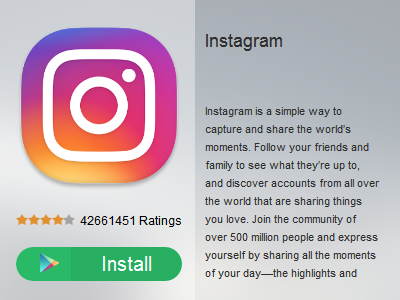 Instagram
Instagram is a simple way to
capture and share the world's
moments. Follow your friends and
family to see what they're up to,
and discover accounts from all over
the world that are sharing things
you love. Join the community of
over 500 million people and express
yourself by sharing all the moments
of your day—the highlights and
42661451 Ratings
Install